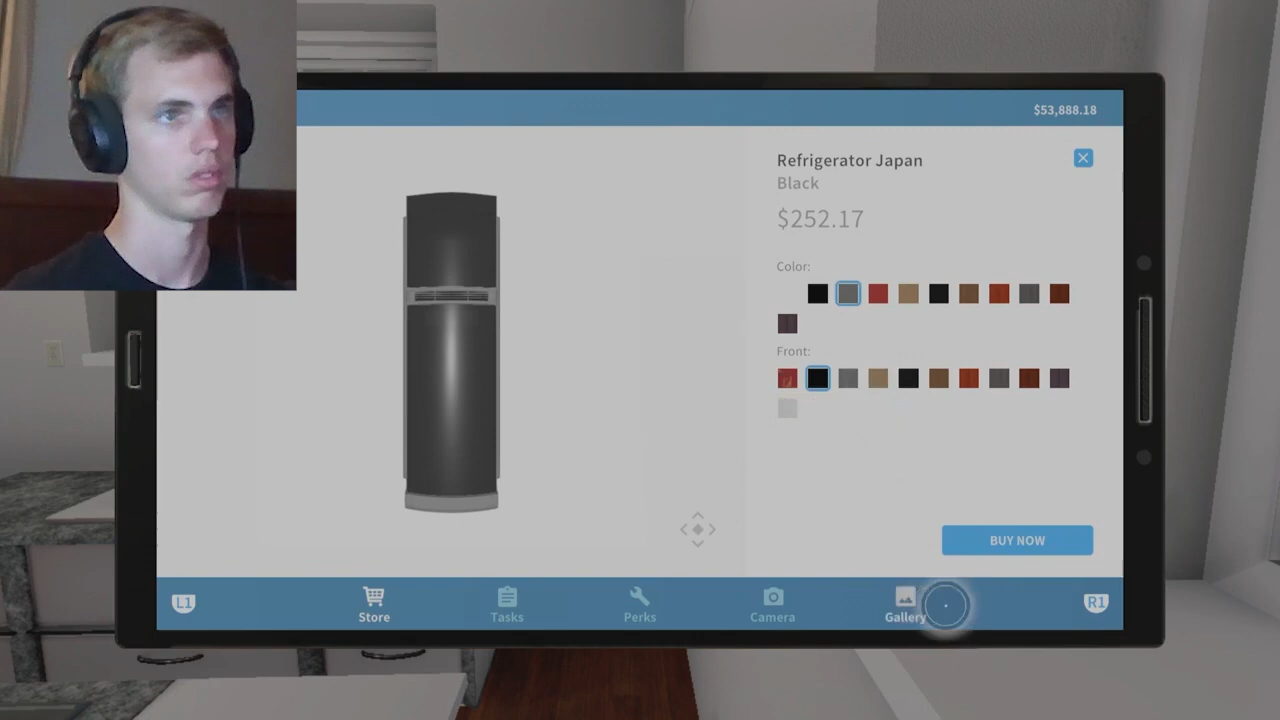 $53,888.18
Refrigerator Japan
Black
$252.17
Color:
Front:
BUY NOW
L1
Store
Tasks
Perks
Camera
Gallery
R1